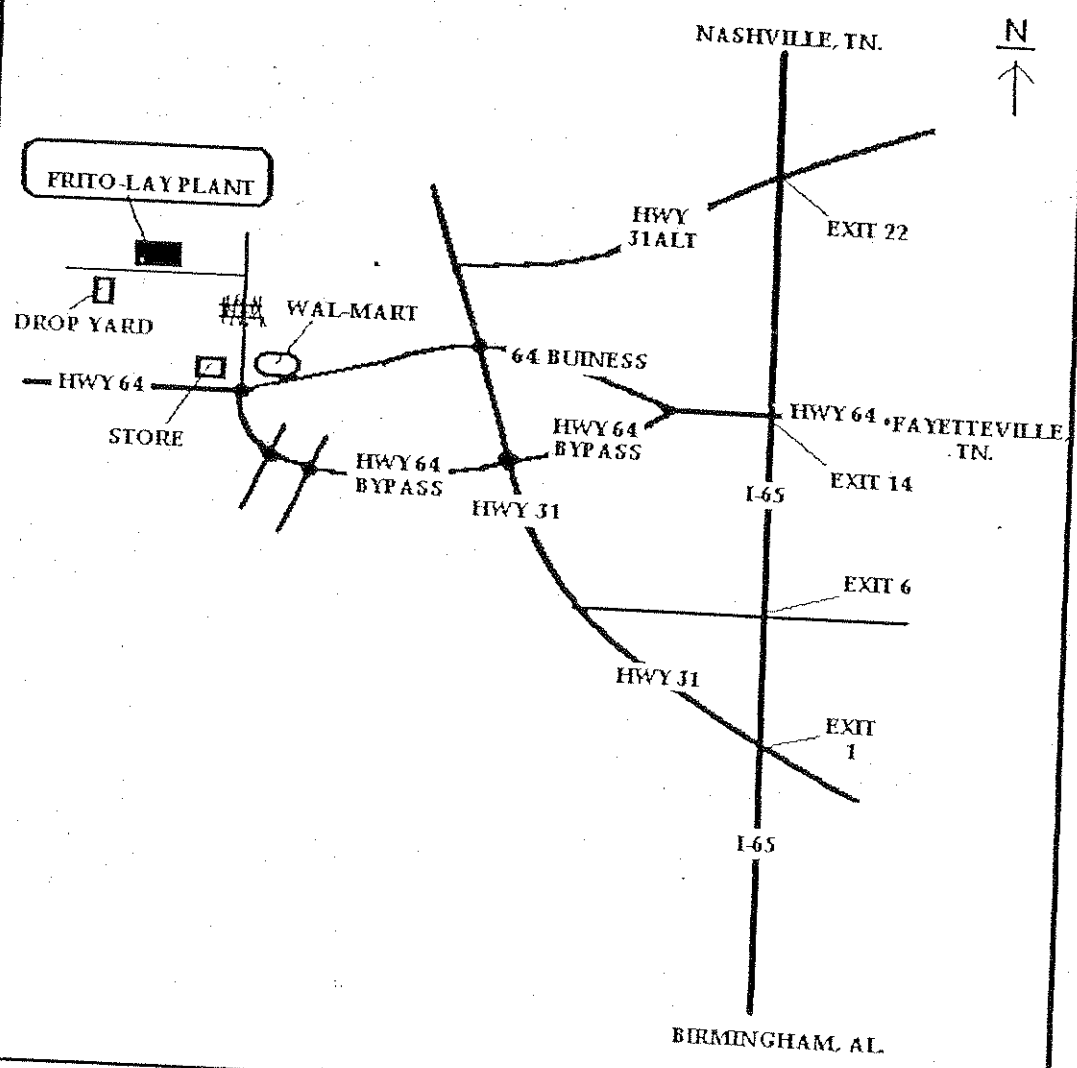 NASHVILLE, TN.
N
FRITO-LAY PLANT
HWY
31ALT
EXIT 22
DROP YARD
WAL-MART
64 BUINESS
HWY 64
STORE
HWY 64
BYPASS
HWY 64
BYPASS
HWY 64
FAYETTEVILLE,
TN.
HWY 31
I-65
EXIT 14
EXIT 6
HWY 31
EXIT
1
I-65
BIRMINGHAM, AL.